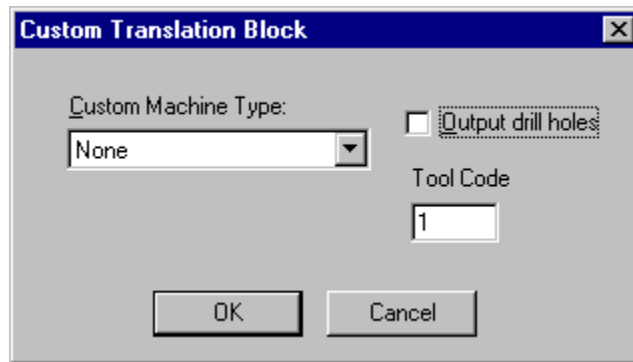 Custom Translation Block
Custom Machine Type:
None
Output drill holes
Tool Code
1
OK
Cancel